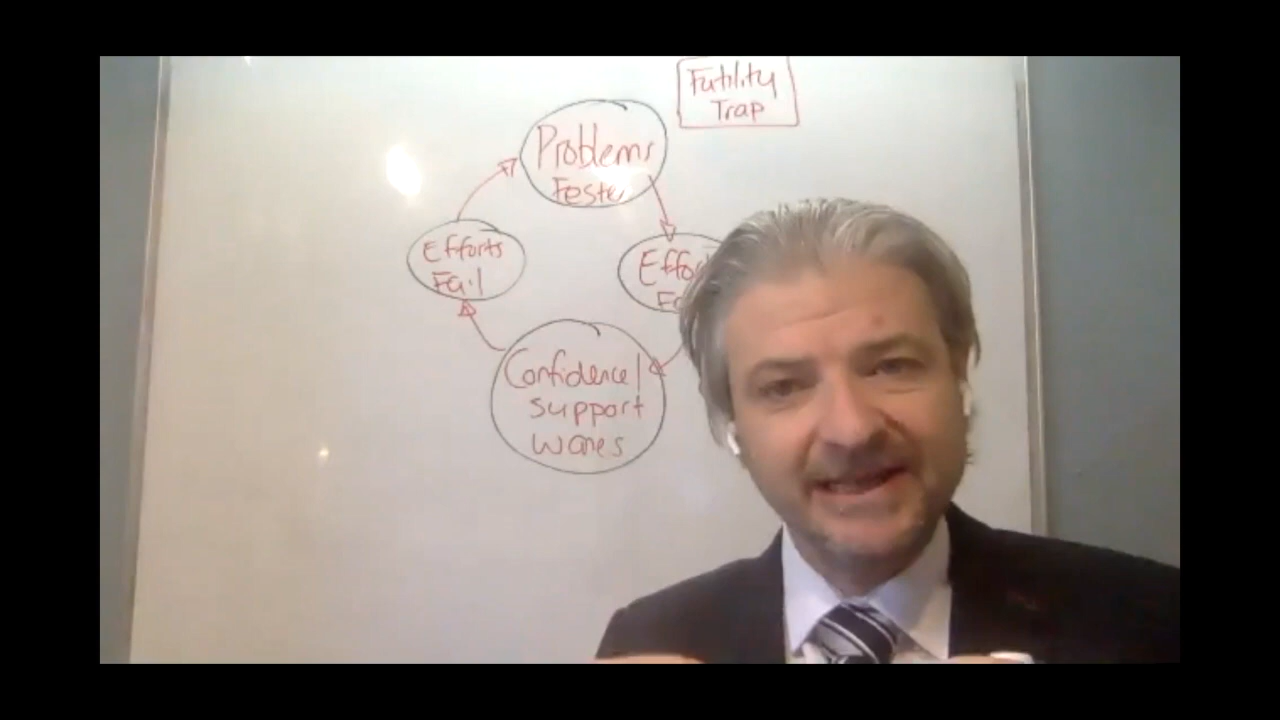 Futility
Trap
Problems
Fester
Efforts
Fail
Confidence/
support
wanes